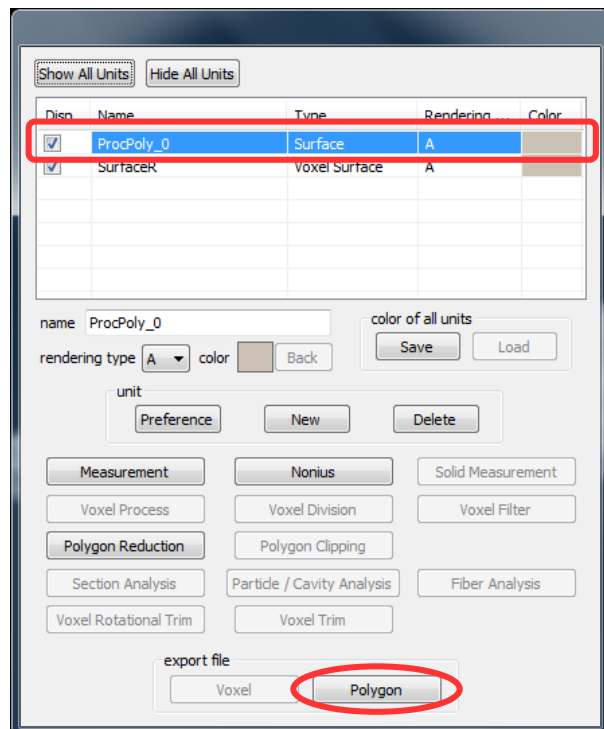 Show All Units Hide All Units
Disp Name Type Rendering ... Color
ProcPoly_0 Surface A
SurfaceR Voxel Surface A
name ProcPoly_0 color of all units
rendering type A color Back Save Load
unit
Preference New Delete
Measurement Nonius Solid Measurement
Voxel Process Voxel Division Voxel Filter
Polygon Reduction Polygon Clipping
Section Analysis Particle / Cavity Analysis Fiber Analysis
Voxel Rotational Trim Voxel Trim
export file
Voxel Polygon